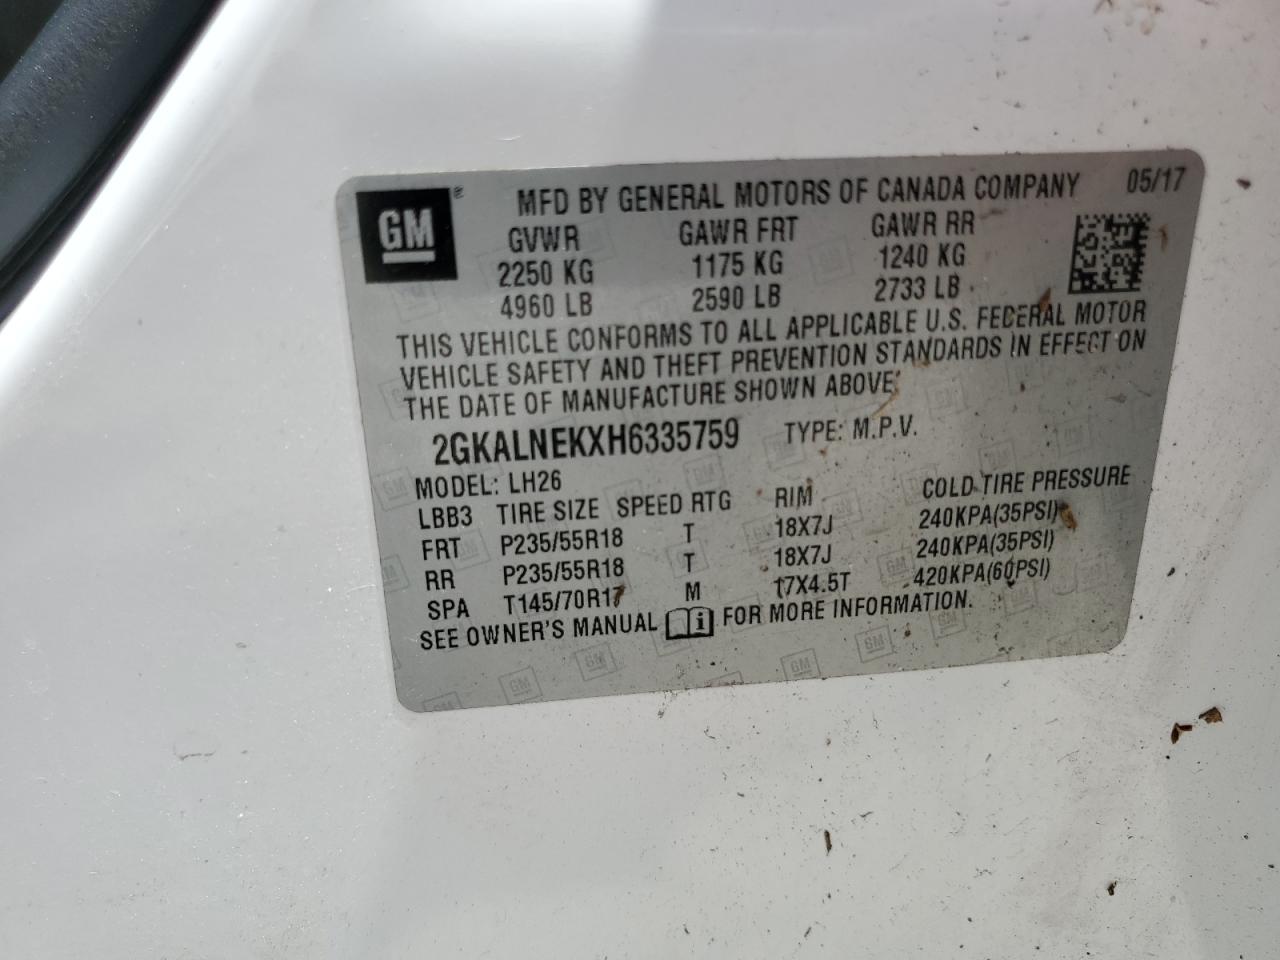 GM ® MFD BY GENERAL MOTORS OF CANADA COMPANY 05/17
GVWR GAWR FRT GAWR RR
2250 KG 1175 KG 1240 KG
4960 LB 2590 LB 2733 LB
THIS VEHICLE CONFORMS TO ALL APPLICABLE U.S. FEDERAL MOTOR
VEHICLE SAFETY AND THEFT PREVENTION STANDARDS IN EFFECT ON
THE DATE OF MANUFACTURE SHOWN ABOVE.
2GKALNEKXH6335759 TYPE: M.P.V.
MODEL: LH26
LBB3 TIRE SIZE SPEED RTG RIM COLD TIRE PRESSURE
FRT P235/55R18 T 18X7J 240KPA(35PSI)
RR P235/55R18 T 18X7J 240KPA(35PSI)
SPA T145/70R17 M 17X4.5T 420KPA(60PSI)
SEE OWNER'S MANUAL i FOR MORE INFORMATION.